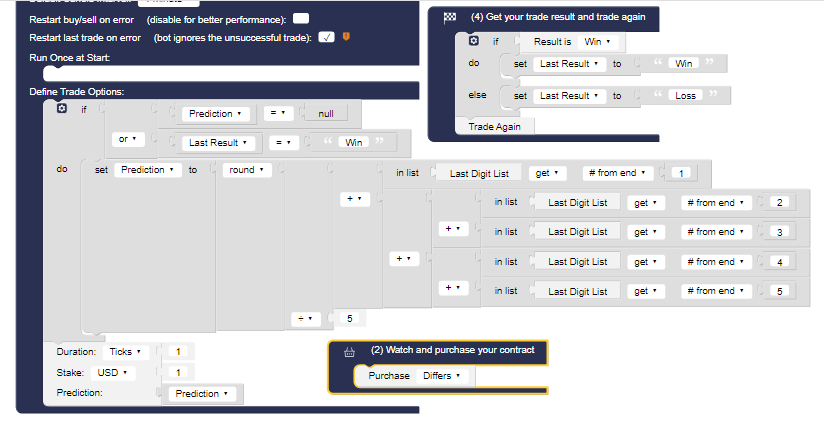 Restart buy/sell on error (disable for better performance):
Restart last trade on error (bot ignores the unsuccessful trade): ✓
Run Once at Start:
Define Trade Options:
if Prediction = null
or Last Result = “ Win ”
do set Prediction to round in list Last Digit List get # from end 1
+ in list Last Digit List get # from end 2
+ in list Last Digit List get # from end 3
+ in list Last Digit List get # from end 4
+ in list Last Digit List get # from end 5
÷ 5
Duration: Ticks 1
Stake: USD 1
Prediction: Prediction
(2) Watch and purchase your contract
Purchase Differs
(4) Get your trade result and trade again
if Result is Win
do set Last Result to “ Win ”
else set Last Result to “ Loss ”
Trade Again